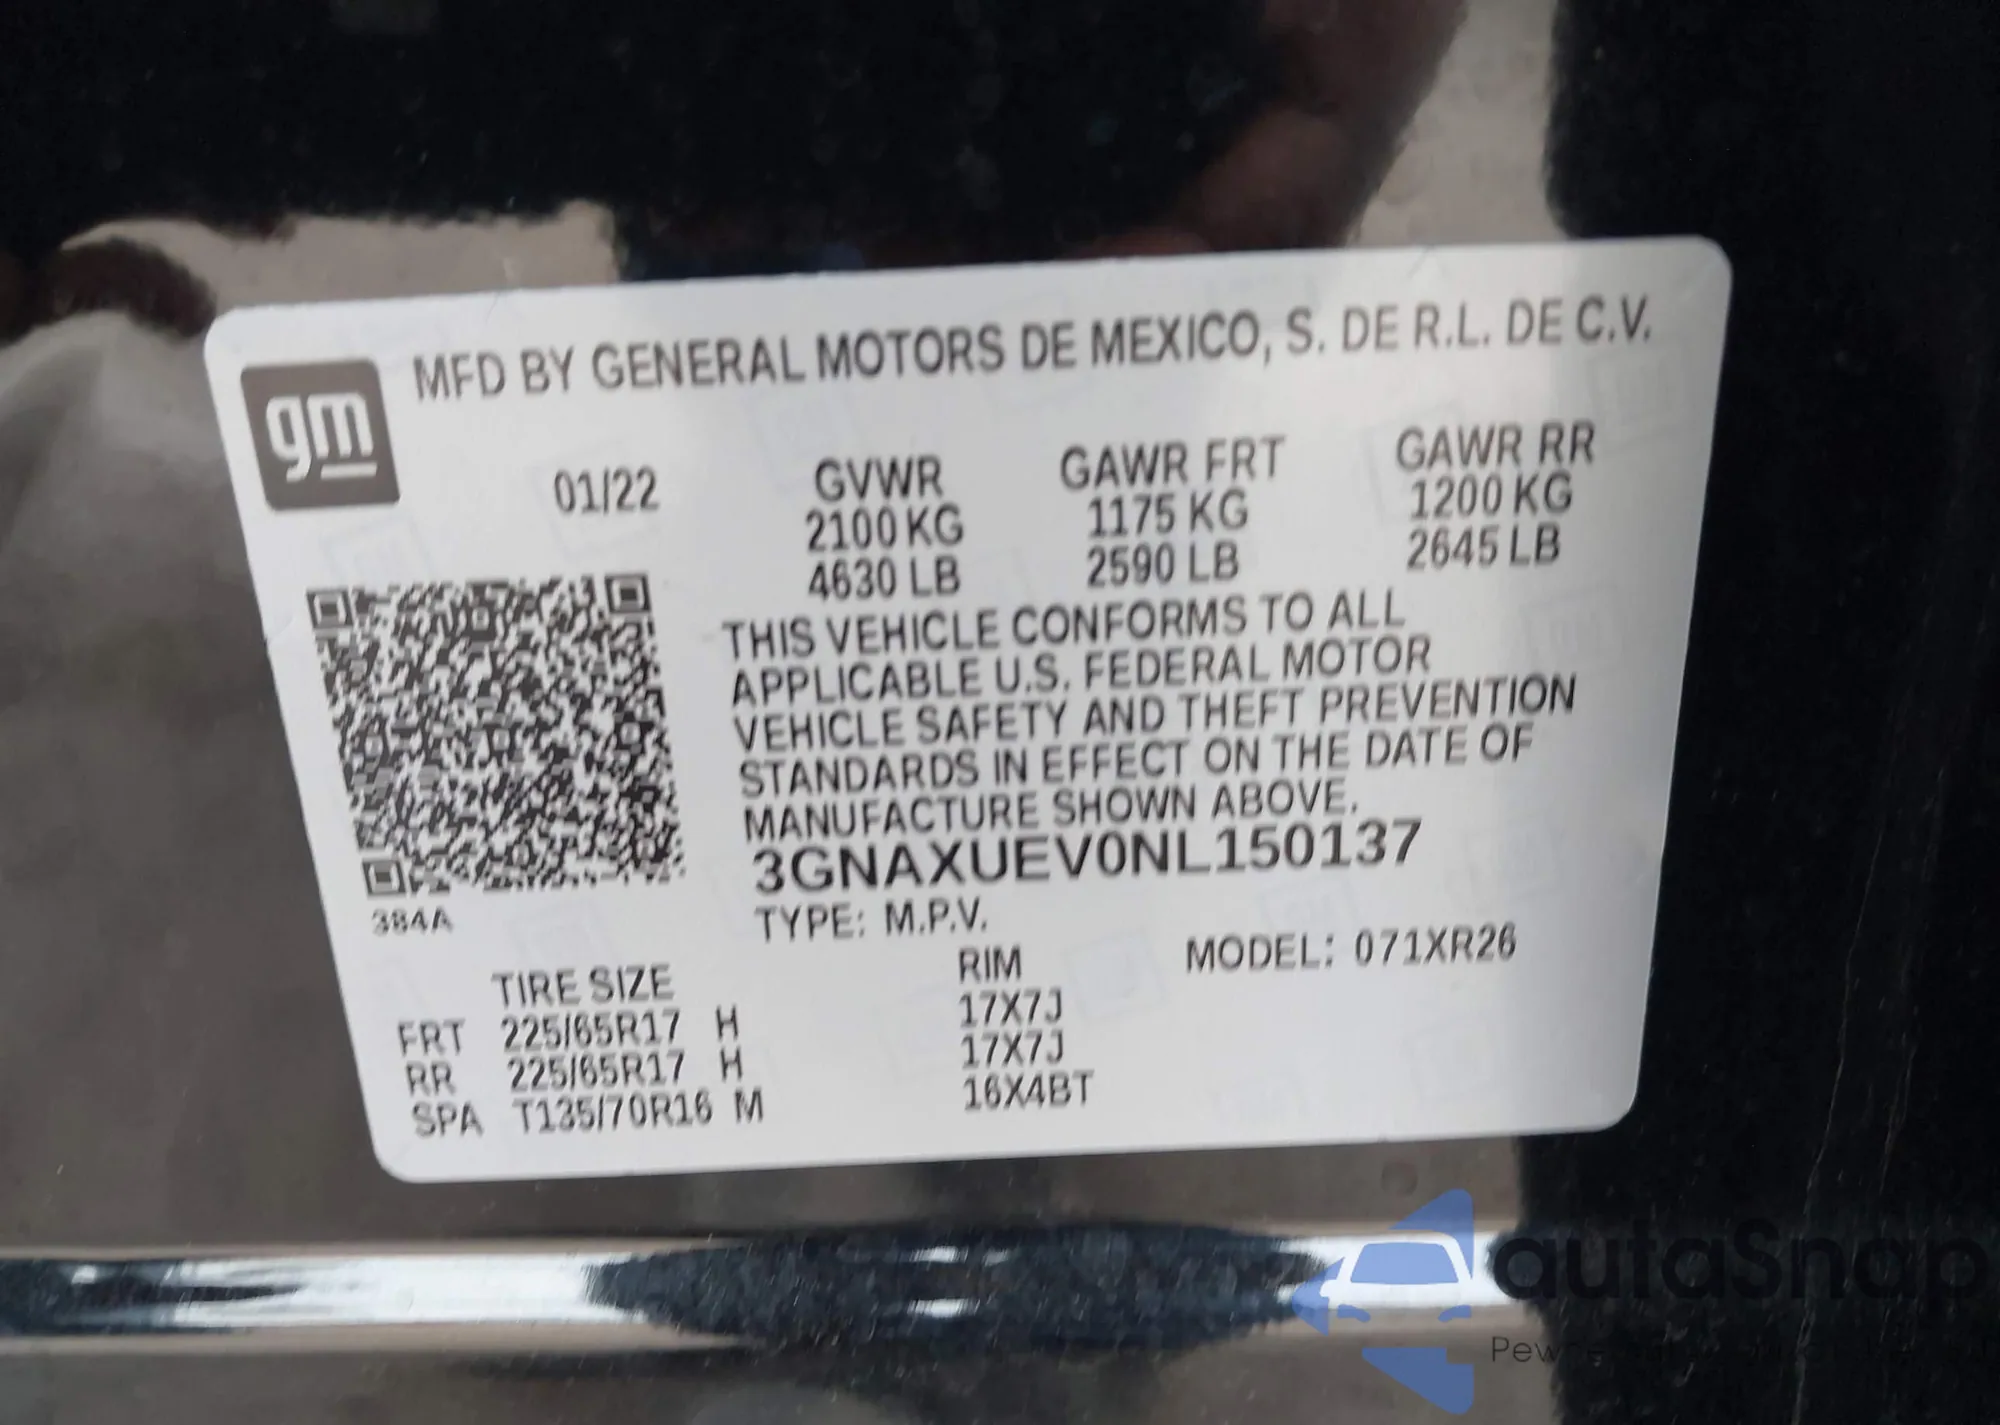 gm
MFD BY GENERAL MOTORS DE MEXICO, S. DE R.L. DE C.V.
01/22
GVWR
2100 KG
4630 LB
GAWR FRT
1175 KG
2590 LB
GAWR RR
1200 KG
2645 LB
THIS VEHICLE CONFORMS TO ALL
APPLICABLE U.S. FEDERAL MOTOR
VEHICLE SAFETY AND THEFT PREVENTION
STANDARDS IN EFFECT ON THE DATE OF
MANUFACTURE SHOWN ABOVE.
3GNAXUEV0NL150137
384A
TYPE: M.P.V.
MODEL: 071XR26
TIRE SIZE RIM
FRT 225/65R17 H 17X7J
RR 225/65R17 H 17X7J
SPA T135/70R16 M 16X4BT
autaSnap